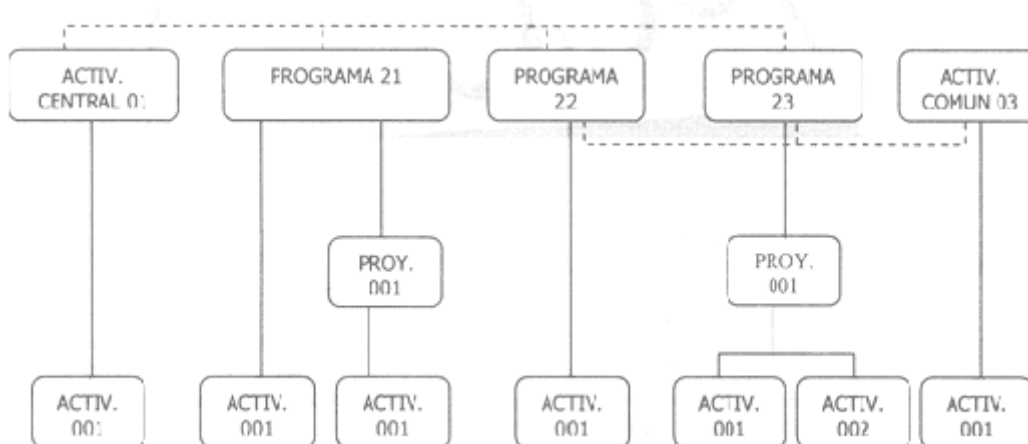 ACTIV.
CENTRAL 01
PROGRAMA 21
PROGRAMA
22
PROGRAMA
23
ACTIV.
COMUN 03
PROY.
001
PROY.
001
ACTIV.
001
ACTIV.
001
ACTIV.
001
ACTIV.
001
ACTIV.
001
ACTIV.
002
ACTIV.
001